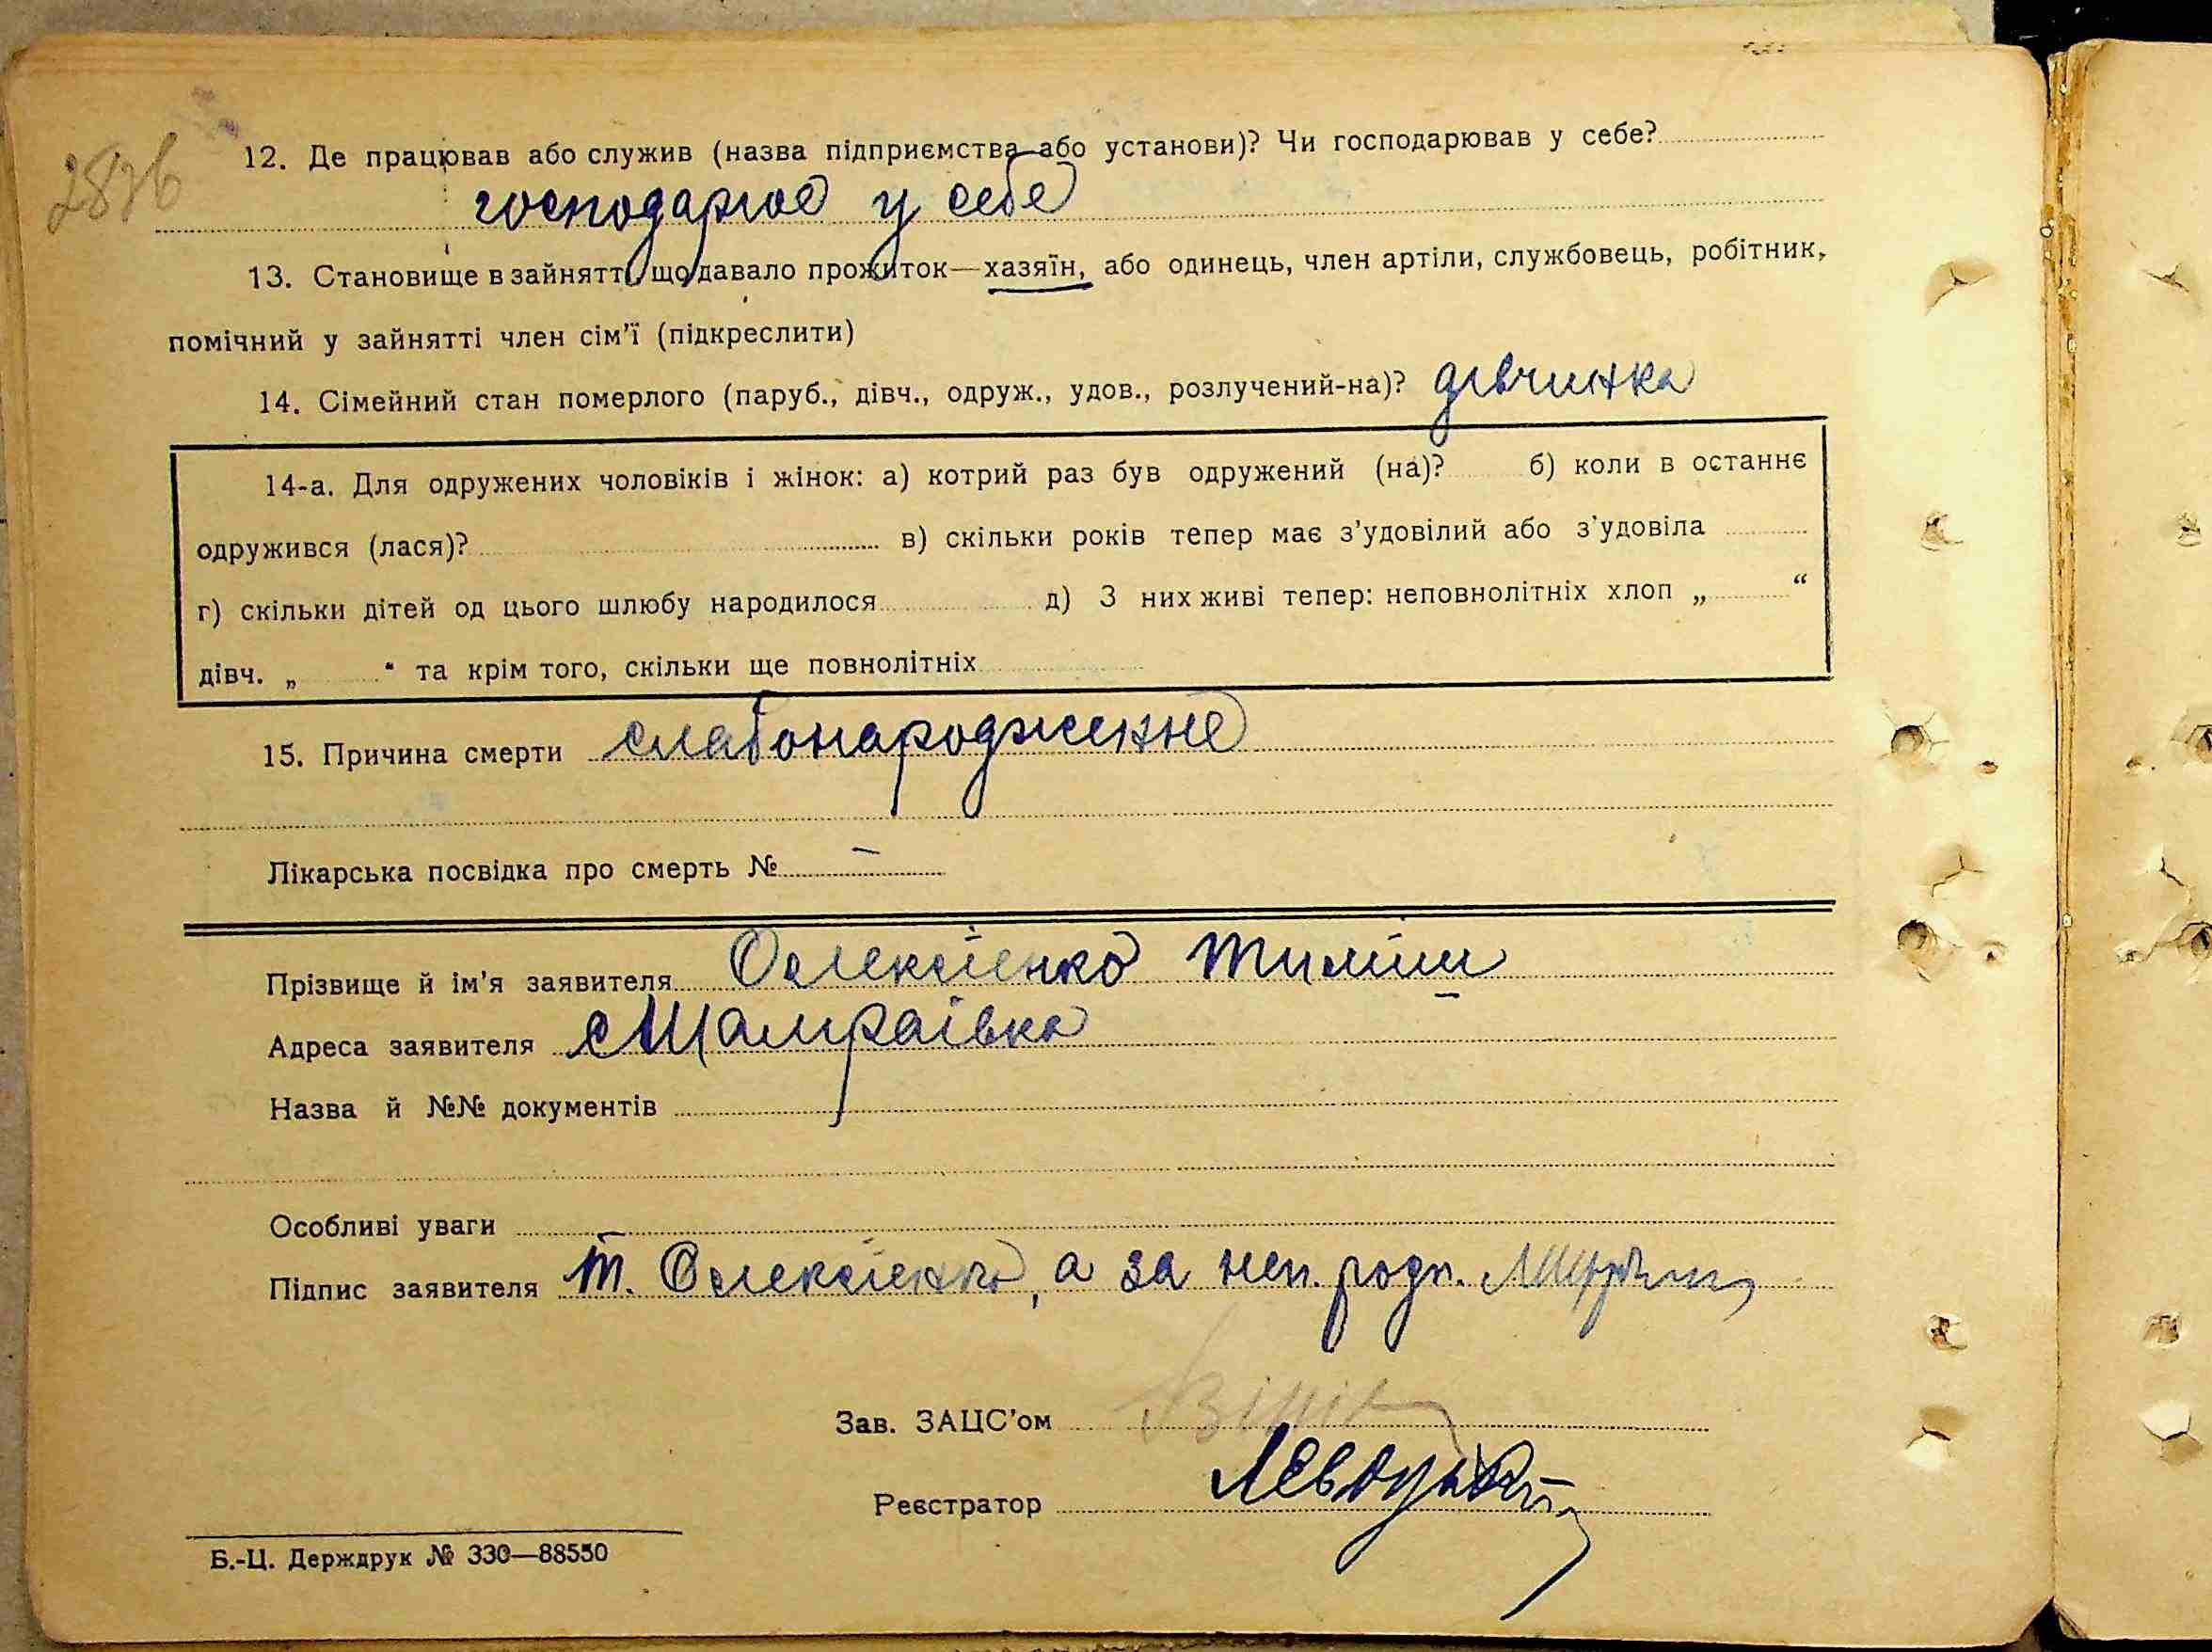 2826
12. Де працював або служив (назва підприємства або установи)? Чи господарював у себе?
господарює у себе
13. Становище в зайнятті, що давало прожиток—хазяїн, або одинець, член артіли, службовець, робітник,
помічний у зайнятті член сім'ї (підкреслити)
14. Сімейний стан померлого (паруб., дівч., одруж., удов., розлучений-на)? дівчинка
14-а. Для одружених чоловіків і жінок: а) котрий раз був одружений (на)? б) коли в останнє
одружився (лася)? в) скільки років тепер має з'удовілий або з'удовіла
г) скільки дітей од цього шлюбу народилося д) З них живі тепер: неповнолітніх хлоп „ “
дівч. „ “ та крім того, скільки ще повнолітніх
15. Причина смерти слабонароджене
Лікарська посвідка про смерть № —
Прізвище й ім'я заявителя Олексієнко Тиміш
Адреса заявителя с Шамраївка
Назва й №№ документів
Особливі уваги
Підпис заявителя Т. Олексієнко, а за неп. родп.
Зав. ЗАЦС'ом
Реєстратор
Б.-Ц. Держдрук № 330—88550